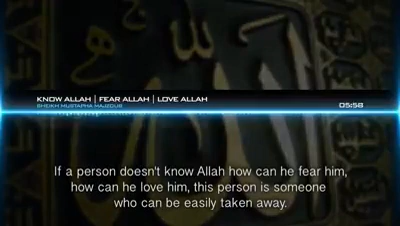 KNOW ALLAH | FEAR ALLAH | LOVE ALLAH
SHEIKH MUSTAPHA MAJZOUB
05:58
If a person doesn't know Allah how can he fear him,
how can he love him, this person is someone
who can be easily taken away.